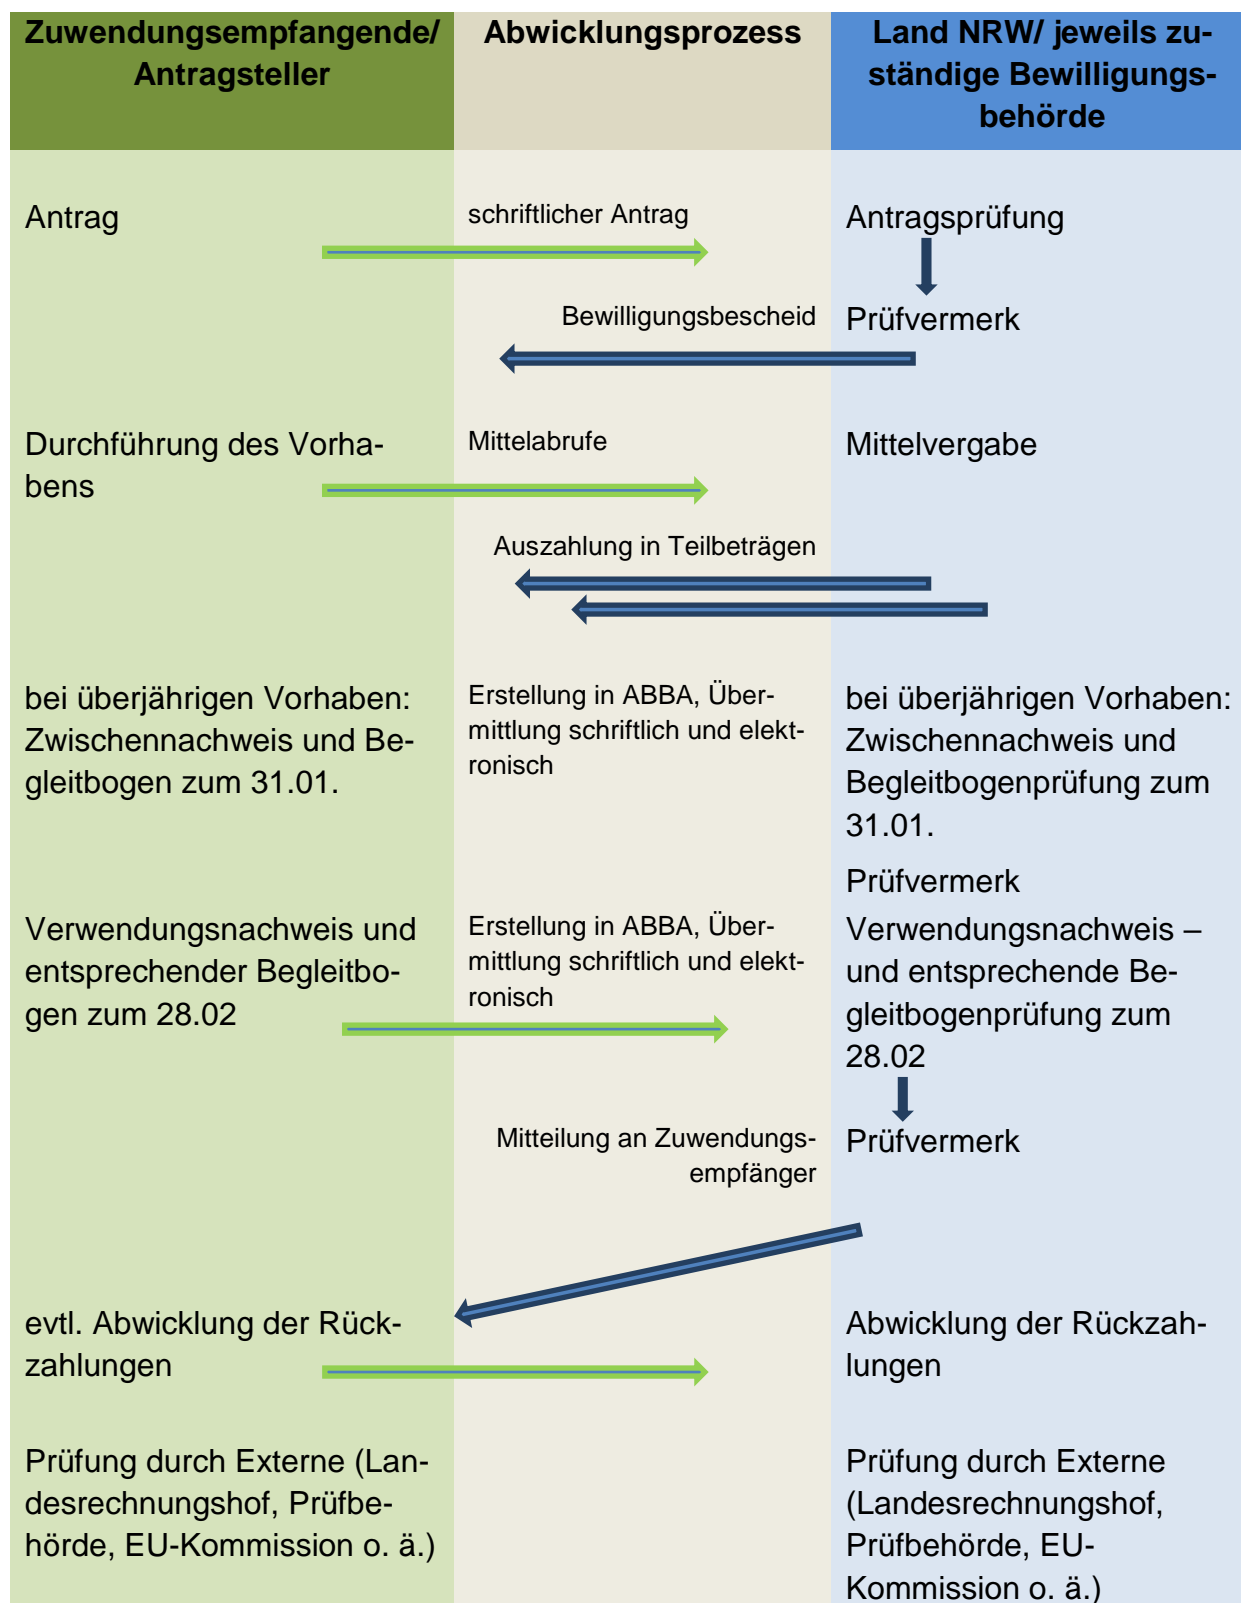 Zuwendungsempfangende/
Antragsteller
Abwicklungsprozess
Land NRW/ jeweils zu-
ständige Bewilligungs-
behörde
Antrag
schriftlicher Antrag
Antragsprüfung
Bewilligungsbescheid
Prüfvermerk
Durchführung des Vorha-
bens
Mittelabrufe
Mittelvergabe
Auszahlung in Teilbeträgen
bei überjährigen Vorhaben:
Zwischennachweis und Be-
gleitbogen zum 31.01.
Erstellung in ABBA, Über-
mittlung schriftlich und elekt-
ronisch
bei überjährigen Vorhaben:
Zwischennachweis und
Begleitbogenprüfung zum
31.01.
Prüfvermerk
Verwendungsnachweis und
entsprechender Begleitbo-
gen zum 28.02
Erstellung in ABBA, Über-
mittlung schriftlich und elekt-
ronisch
Verwendungsnachweis –
und entsprechende Be-
gleitbogenprüfung zum
28.02
Mitteilung an Zuwendungs-
empfänger
Prüfvermerk
evtl. Abwicklung der Rück-
zahlungen
Abwicklung der Rückzah-
lungen
Prüfung durch Externe (Lan-
desrechnungshof, Prüfbe-
hörde, EU-Kommission o. ä.)
Prüfung durch Externe
(Landesrechnungshof,
Prüfbehörde, EU-
Kommission o. ä.)